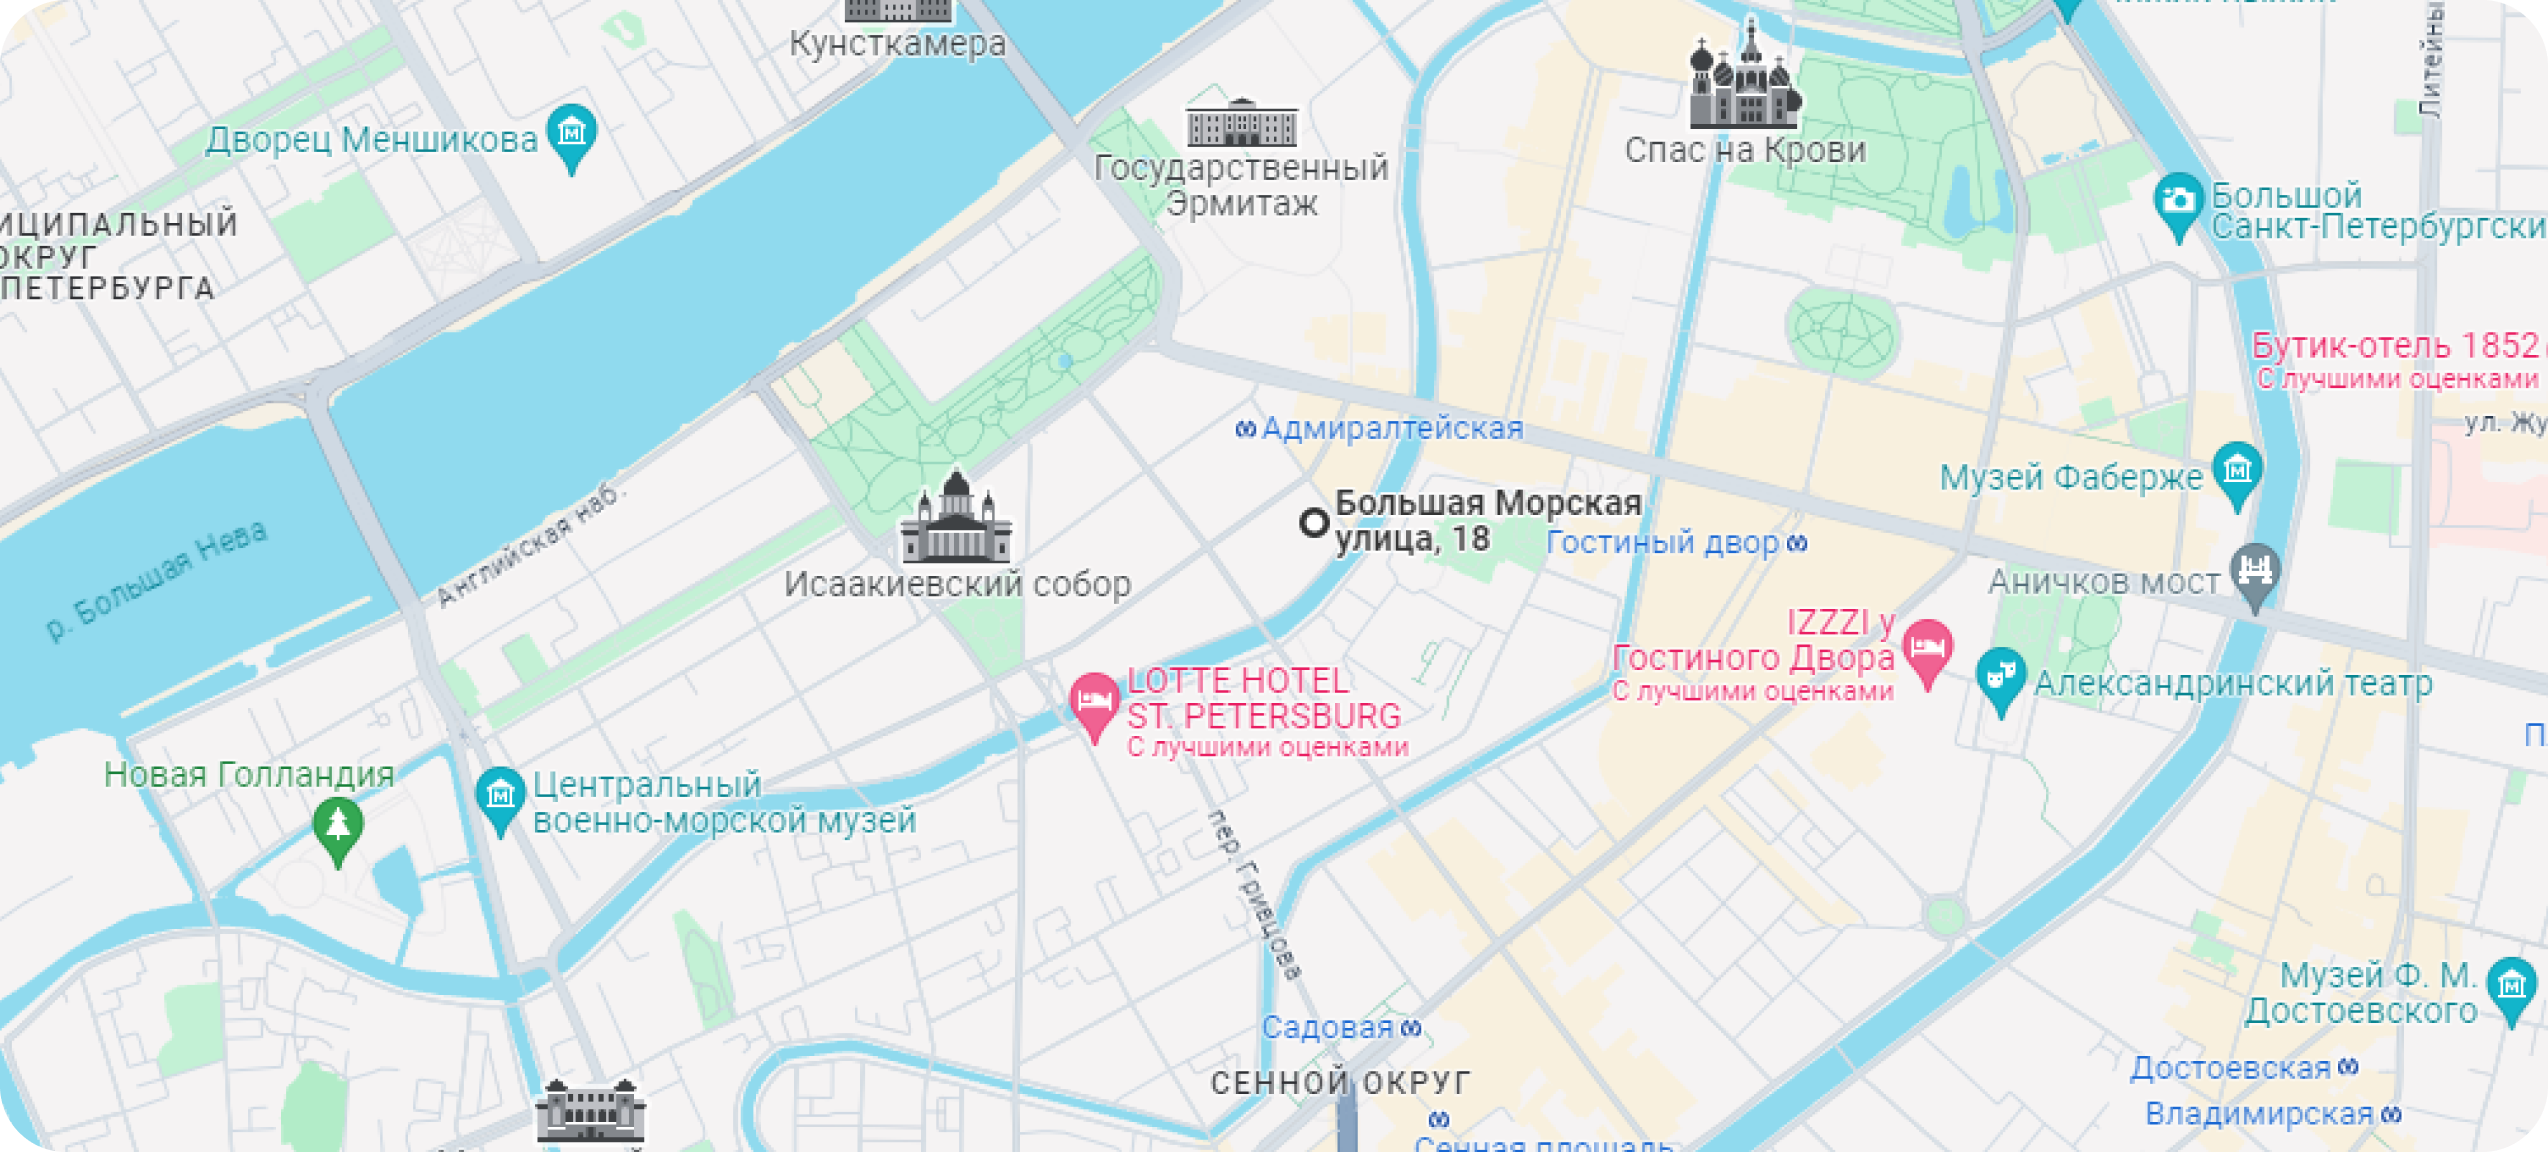 Кунсткамера
Литейны
Дворец Меншикова
Государственный
Эрмитаж
Спас на Крови
Большой
Санкт-Петербургски
ИЦИПАЛЬНЫЙ
ОКРУГ
ПЕТЕРБУРГА
Бутик-отель 1852
С лучшими оценками
ул. Жу
Адмиралтейская
Музей Фаберже
Большая Морская
улица, 18
Гостиный двор
Английская наб.
р. Большая Нева
Исаакиевский собор
Аничков мост
IZZZI у
Гостиного Двора
С лучшими оценками
LOTTE HOTEL
ST. PETERSBURG
С лучшими оценками
Александринский театр
П
Новая Голландия
Центральный
военно-морской музей
пер. Гривцова
Музей Ф. М.
Достоевского
Садовая
СЕННОЙ ОКРУГ
Достоевская
Владимирская
Сенная площадь